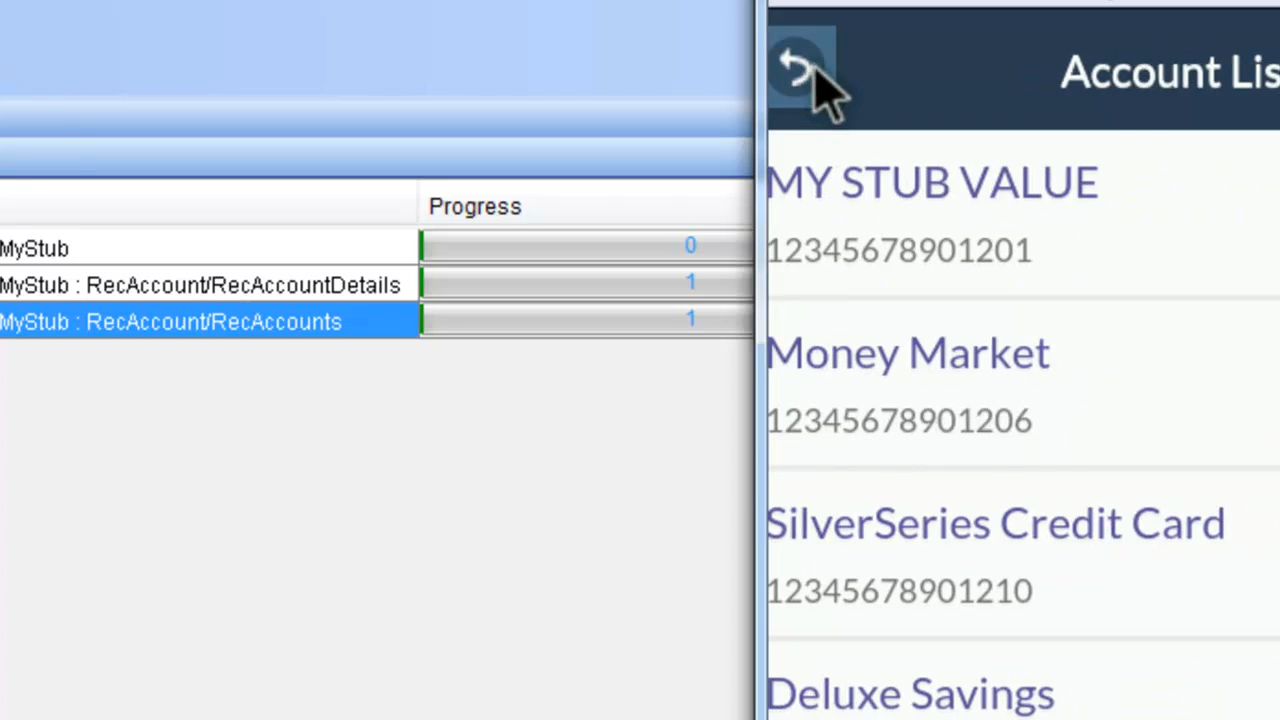 Progress
MyStub 0
MyStub : RecAccount/RecAccountDetails 1
MyStub : RecAccount/RecAccounts 1
Account Lis
MY STUB VALUE
12345678901201
Money Market
12345678901206
SilverSeries Credit Card
12345678901210
Deluxe Savings